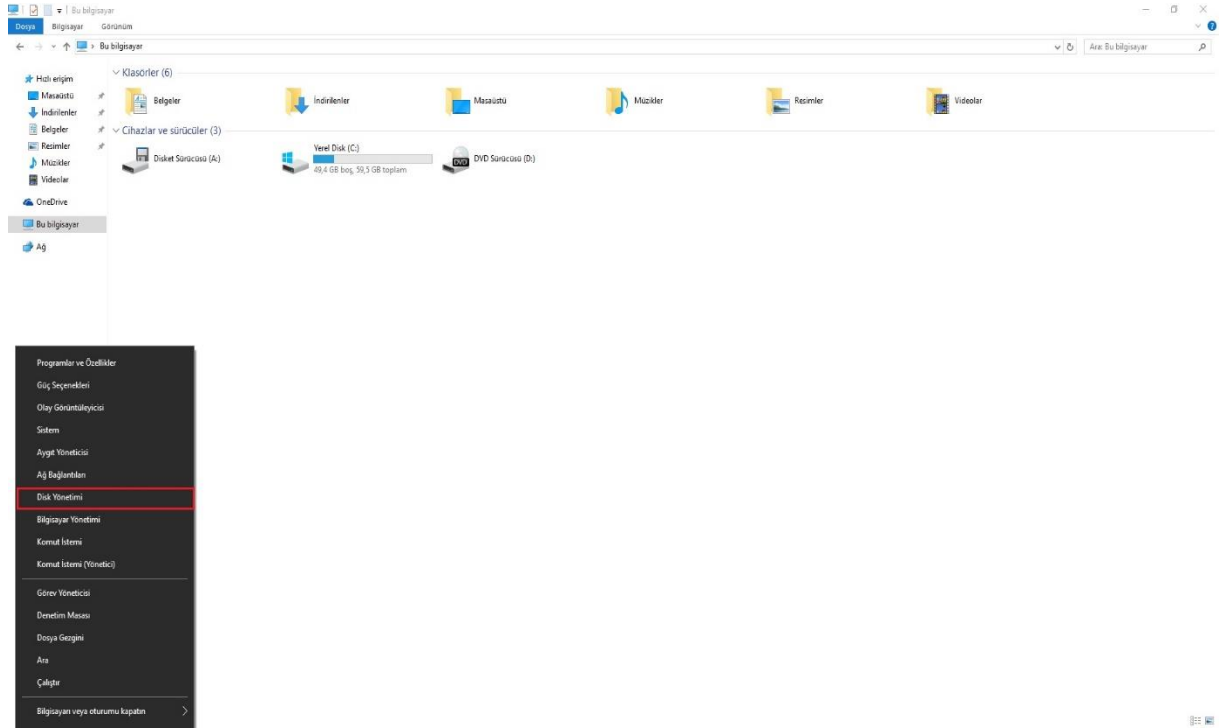 Bu bilgisayar
Dosya Bilgisayar Görünüm
Bu bilgisayar
Ara: Bu bilgisayar
Hızlı erişim
Masaüstü
İndirilenler
Belgeler
Resimler
Müzikler
Videolar
OneDrive
Bu bilgisayar
Ağ
Klasörler (6)
Belgeler
İndirilenler
Masaüstü
Müzikler
Resimler
Videolar
Cihazlar ve sürücüler (3)
Disket Sürücüsü (A:)
Yerel Disk (C:)
49,4 GB boş, 59,5 GB toplam
DVD
DVD Sürücüsü (D:)
Programlar ve Özellikler
Güç Seçenekleri
Olay Görüntüleyicisi
Sistem
Aygıt Yöneticisi
Ağ Bağlantıları
Disk Yönetimi
Bilgisayar Yönetimi
Komut İstemi
Komut İstemi (Yönetici)
Görev Yöneticisi
Denetim Masası
Dosya Gezgini
Ara
Çalıştır
Bilgisayarı veya oturumu kapatın